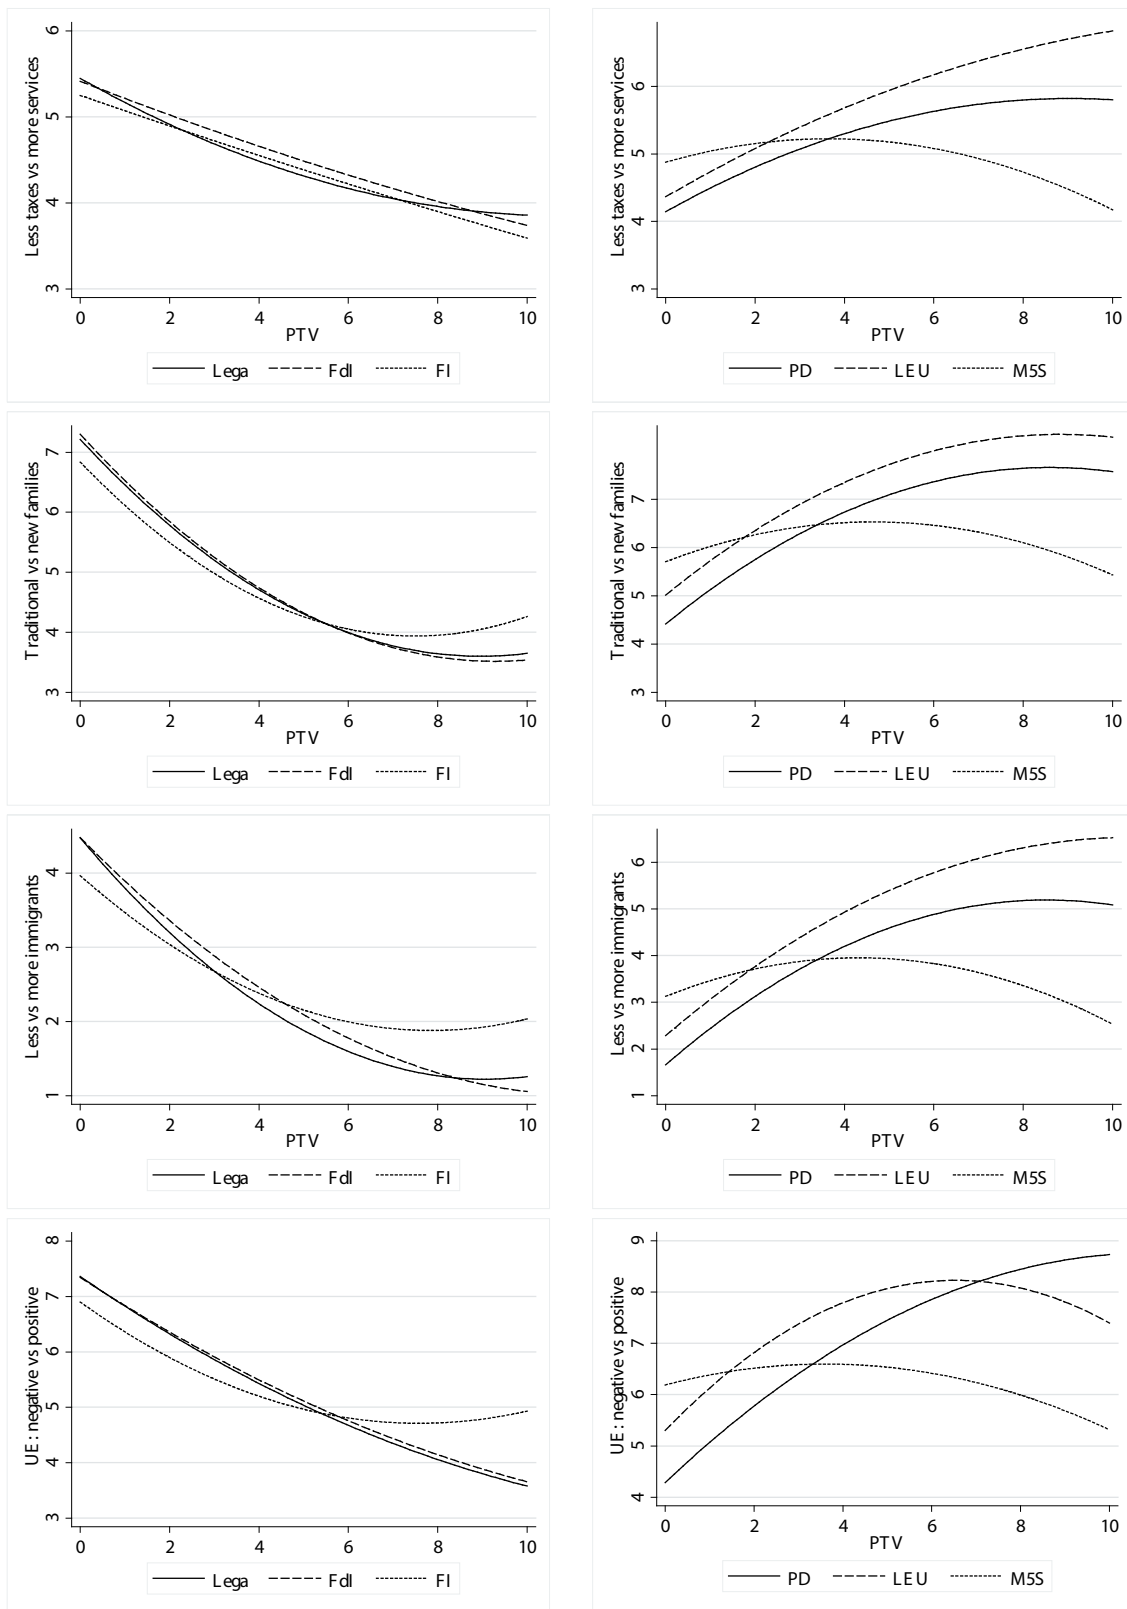 Less taxes vs more services
6
5
4
3
0 2 4 6 8 10
PTV
Lega FdI FI
Less taxes vs more services
6
5
4
3
0 2 4 6 8 10
PTV
PD LEU M5S
Traditional vs new families
7
6
5
4
3
0 2 4 6 8 10
PTV
Lega FdI FI
Traditional vs new families
7
6
5
4
3
0 2 4 6 8 10
PTV
PD LEU M5S
Less vs more immigrants
4
3
2
1
0 2 4 6 8 10
PTV
Lega FdI FI
Less vs more immigrants
6
5
4
3
2
1
0 2 4 6 8 10
PTV
PD LEU M5S
UE : negative vs positive
8
7
6
5
4
3
0 2 4 6 8 10
PTV
Lega FdI FI
UE : negative vs positive
9
8
7
6
5
4
0 2 4 6 8 10
PTV
PD LEU M5S